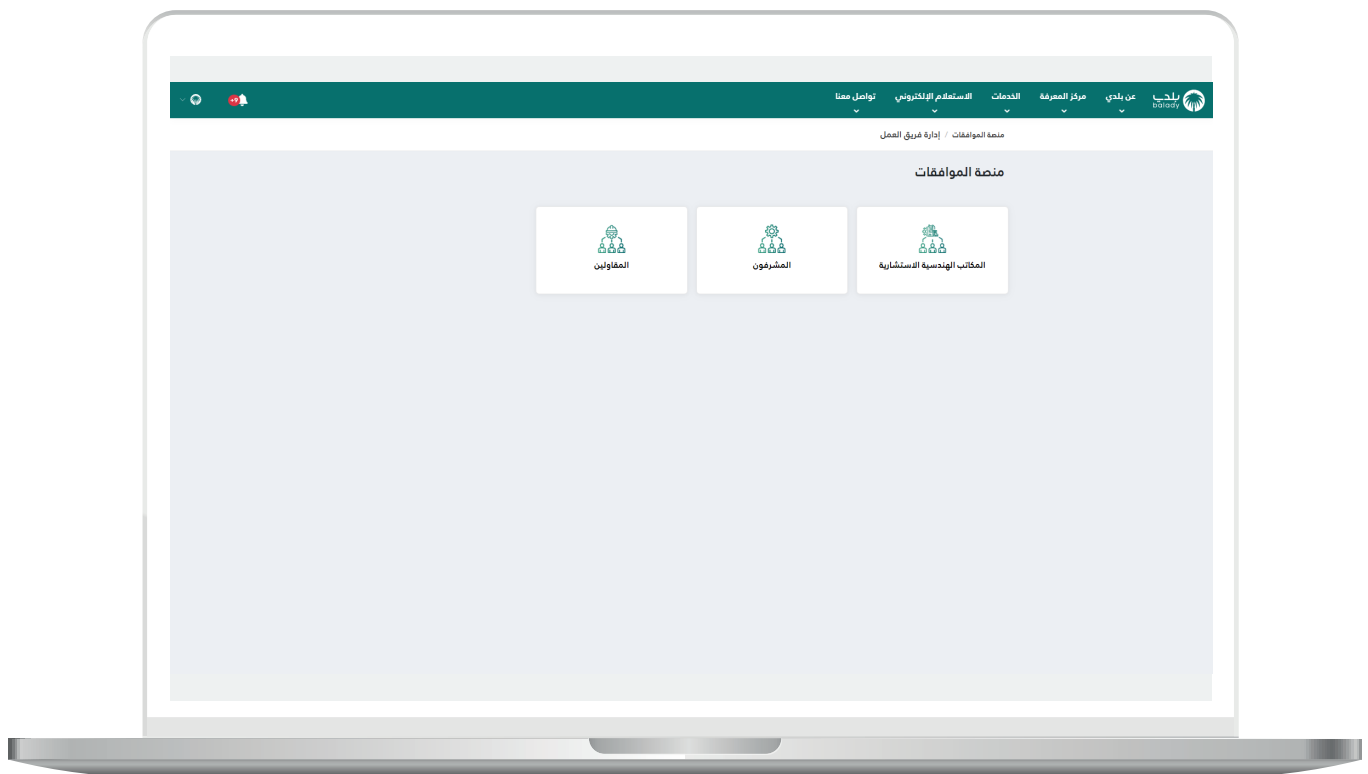 بلدي
balady
عن بلدي
مركز المعرفة
الخدمات
الاستعلام الإلكتروني
تواصل معنا
+9
منصة الموافقات / إدارة فريق العمل
منصة الموافقات
المكاتب الهندسية الاستشارية
المشرفون
المقاولين